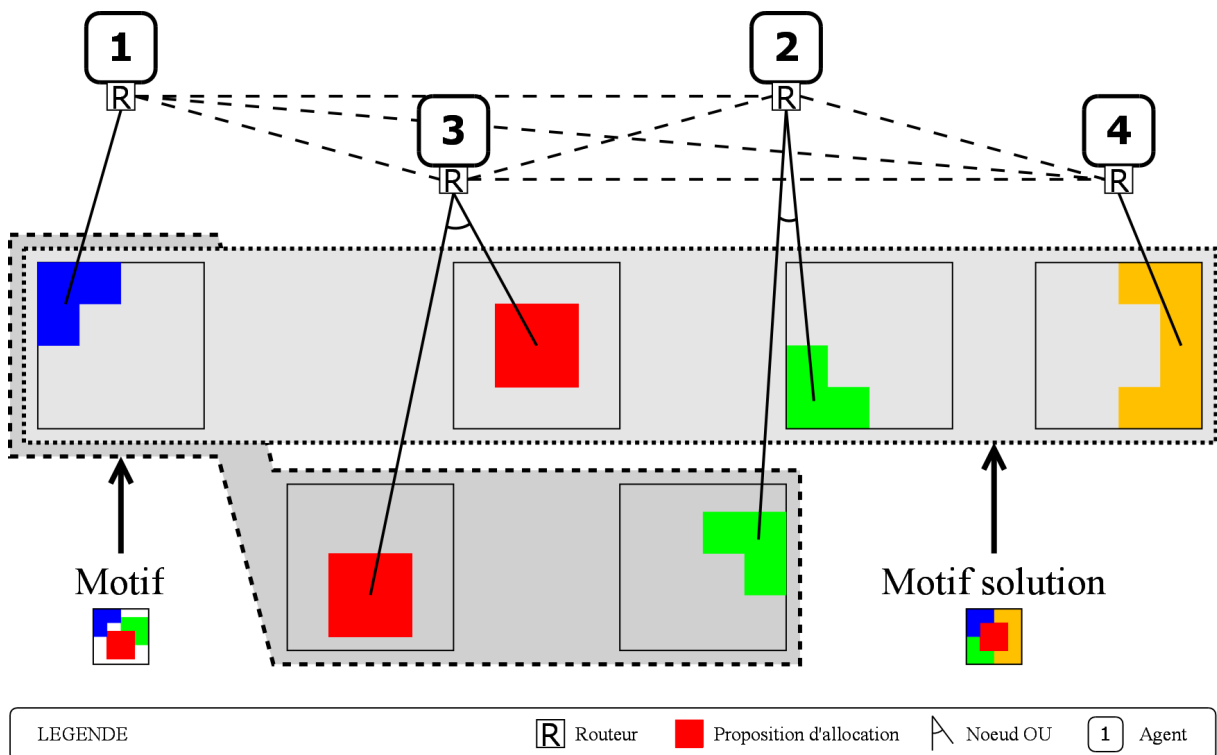 1
2
R
R
3
4
R
R
Motif
Motif solution
LEGENDE
R Routeur
Proposition d'allocation
Noeud OU
1 Agent